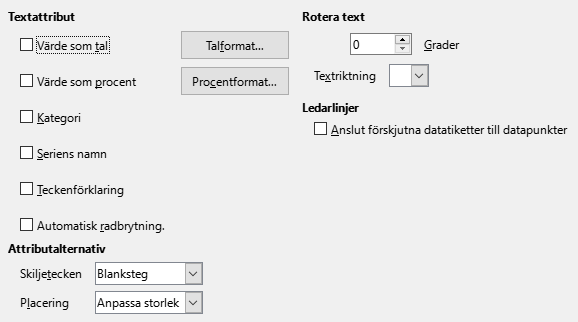 Textattribut
Värde som tal
Talformat...
Värde som procent
Procentformat...
Kategori
Seriens namn
Teckenförklaring
Automatisk radbrytning.
Attributalternativ
Skiljetecken Blanksteg
Placering Anpassa storlek
Rotera text
0 Grader
Textriktning
Ledarlinjer
Anslut förskjutna datatiketter till datapunkter